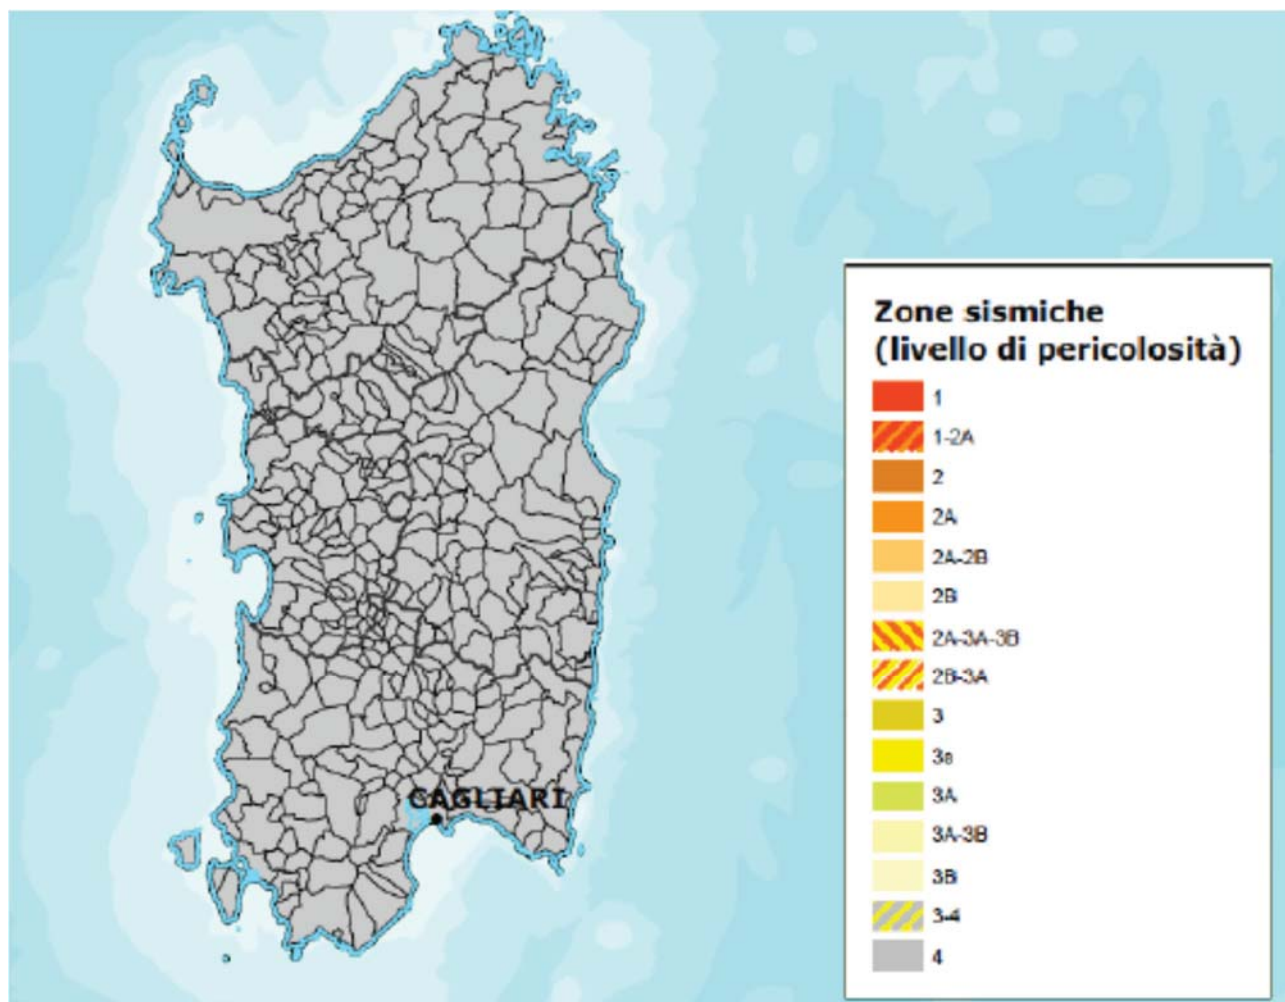 CAGLIARI
Zone sismiche
(livello di pericolosità)
1
1-2A
2
2A
2A-2B
2B
2A-3A-3B
2B-3A
3
3s
3A
3A-3B
3B
3-4
4